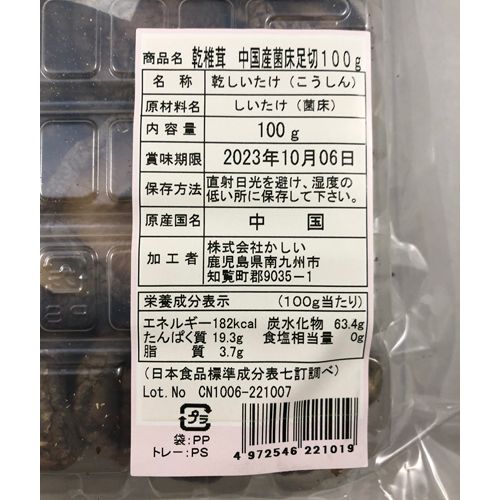 商品名 乾椎茸 中国産菌床足切100g
名 称 乾しいたけ（こうしん）
原材料名 しいたけ（菌床）
内容量 100g
賞味期限 2023年10月06日
保存方法 直射日光を避け、湿度の
低い所に保存して下さい。
原産国名 中 国
加工者 株式会社かしい
鹿児島県南九州市
知覧町郡9035-1
栄養成分表示 （100g当たり）
エネルギー182kcal 炭水化物 63.4g
たんぱく質 19.3g 食塩相当量 0g
脂 質 3.7g
（日本食品標準成分表七訂調べ）
Lot.No CN1006-221007
プラ
袋:PP
トレー:PS
4 972546 221019